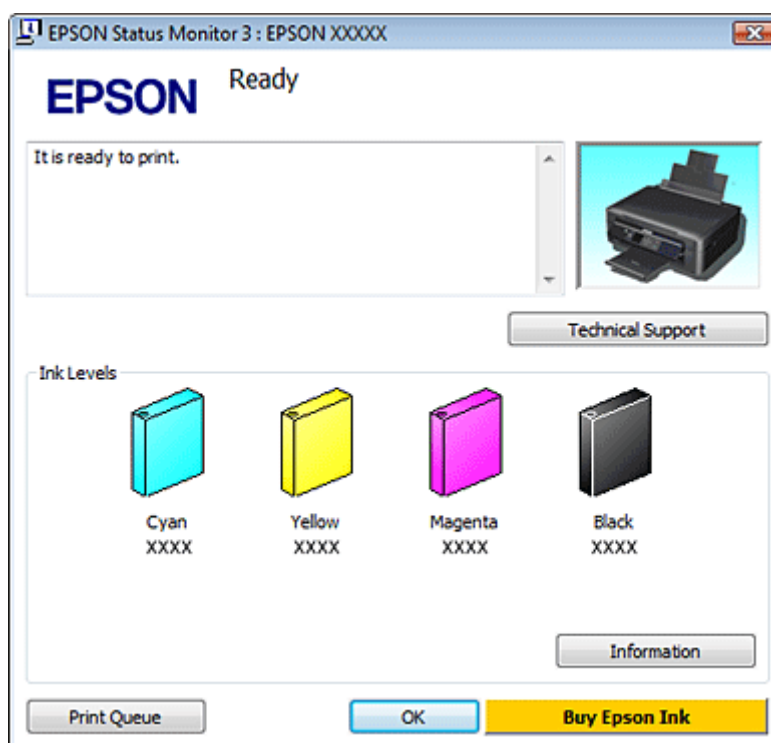 EPSON Status Monitor 3 : EPSON XXXXX
EPSON
Ready
It is ready to print.
Technical Support
Ink Levels
Cyan Yellow Magenta Black
XXXX XXXX XXXX XXXX
Information
Print Queue OK Buy Epson Ink